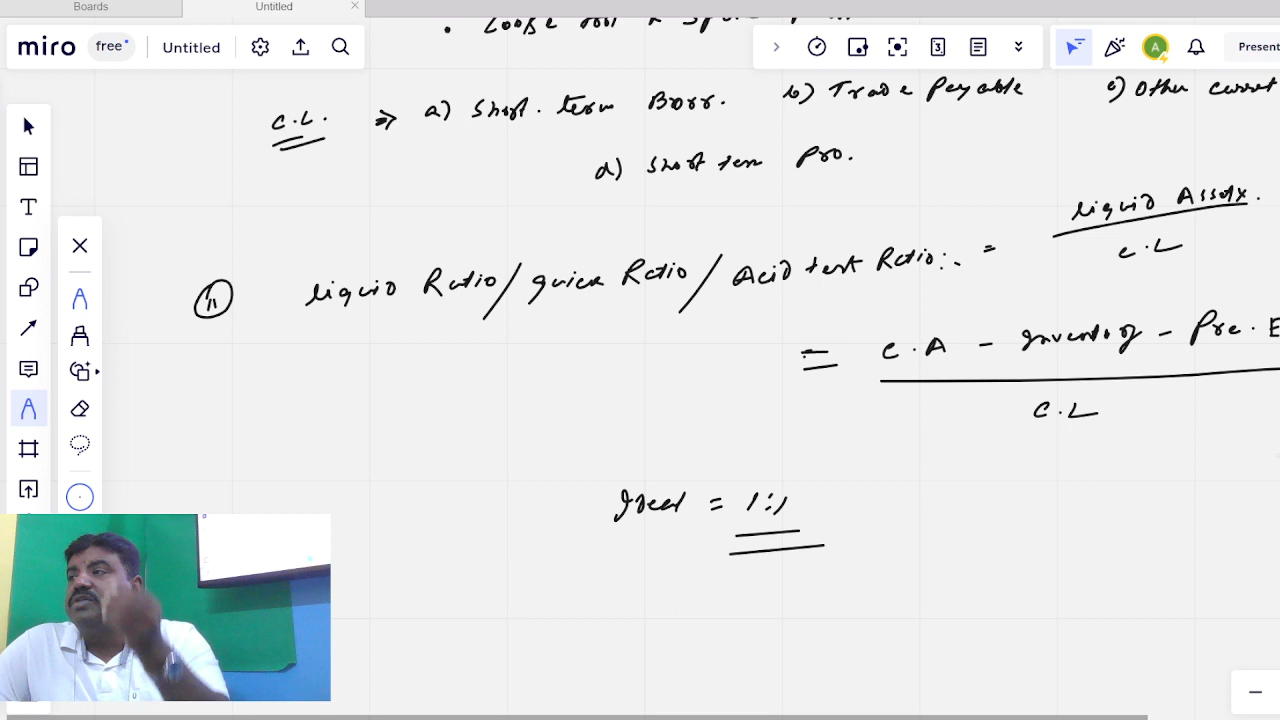 Boards Untitled
miro free Untitled 3 A Present
C.L. ⇒ a) Short. term Borr. b) Trade Payable c) Other
d) Short term Pro.
liquid Ratio/quick Ratio/Acid test Ratio:- = liquid Assets.
C.L
(ii)
= C.A - Inventory - Pre. E
C.L
Ideal = 1:1